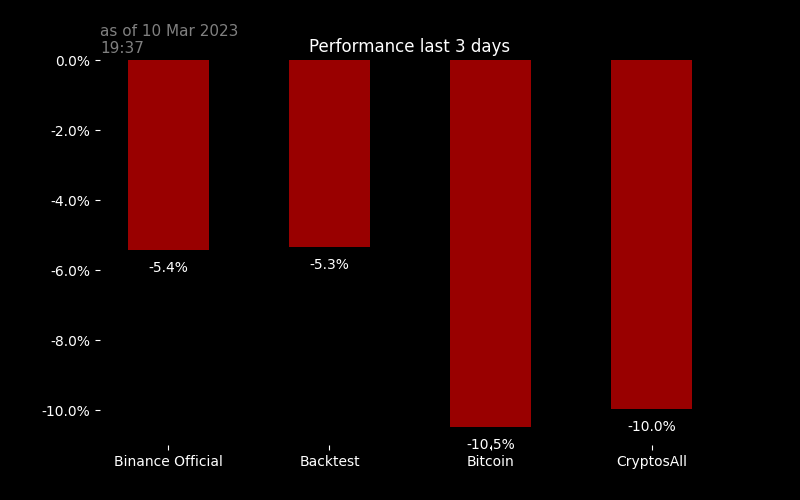 as of 10 Mar 2023
19:37
Performance last 3 days
0.0%
-2.0%
-4.0%
-6.0%
-8.0%
-10.0%
-5.4%
-5.3%
-10.5%
-10.0%
Binance Official
Backtest
Bitcoin
CryptosAll